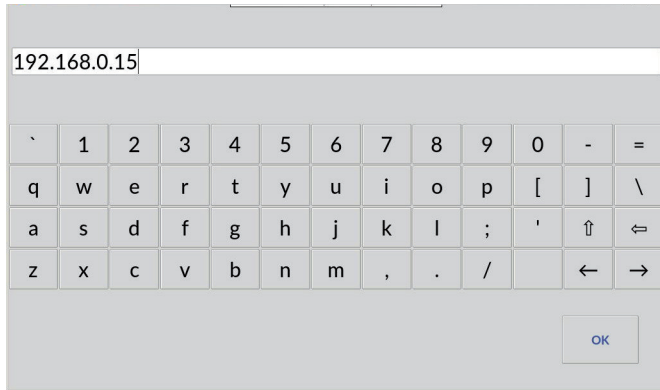 192.168.0.15
` 1 2 3 4 5 6 7 8 9 0 - =
q w e r t y u i o p [ ] \
a s d f g h j k l ; ' ⇧ ⇦
z x c v b n m , . / ← →
OK